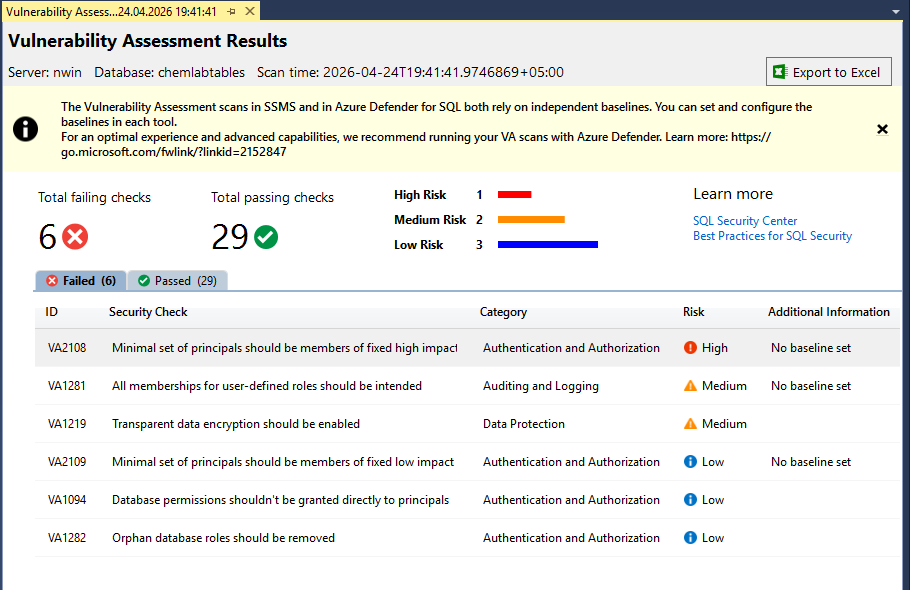 Vulnerability Assess...24.04.2026 19:41:41
Vulnerability Assessment Results
Server: nwin Database: chemlabtables Scan time: 2026-04-24T19:41:41.9746869+05:00
Export to Excel
The Vulnerability Assessment scans in SSMS and in Azure Defender for SQL both rely on independent baselines. You can set and configure the
baselines in each tool.
For an optimal experience and advanced capabilities, we recommend running your VA scans with Azure Defender. Learn more: https://
go.microsoft.com/fwlink/?linkid=2152847
Total failing checks
6
Total passing checks
29
High Risk 1
Medium Risk 2
Low Risk 3
Learn more
SQL Security Center
Best Practices for SQL Security
Failed (6) Passed (29)
ID Security Check Category Risk Additional Information
VA2108 Minimal set of principals should be members of fixed high impact Authentication and Authorization High No baseline set
VA1281 All memberships for user-defined roles should be intended Auditing and Logging Medium No baseline set
VA1219 Transparent data encryption should be enabled Data Protection Medium
VA2109 Minimal set of principals should be members of fixed low impact Authentication and Authorization Low No baseline set
VA1094 Database permissions shouldn't be granted directly to principals Authentication and Authorization Low
VA1282 Orphan database roles should be removed Authentication and Authorization Low